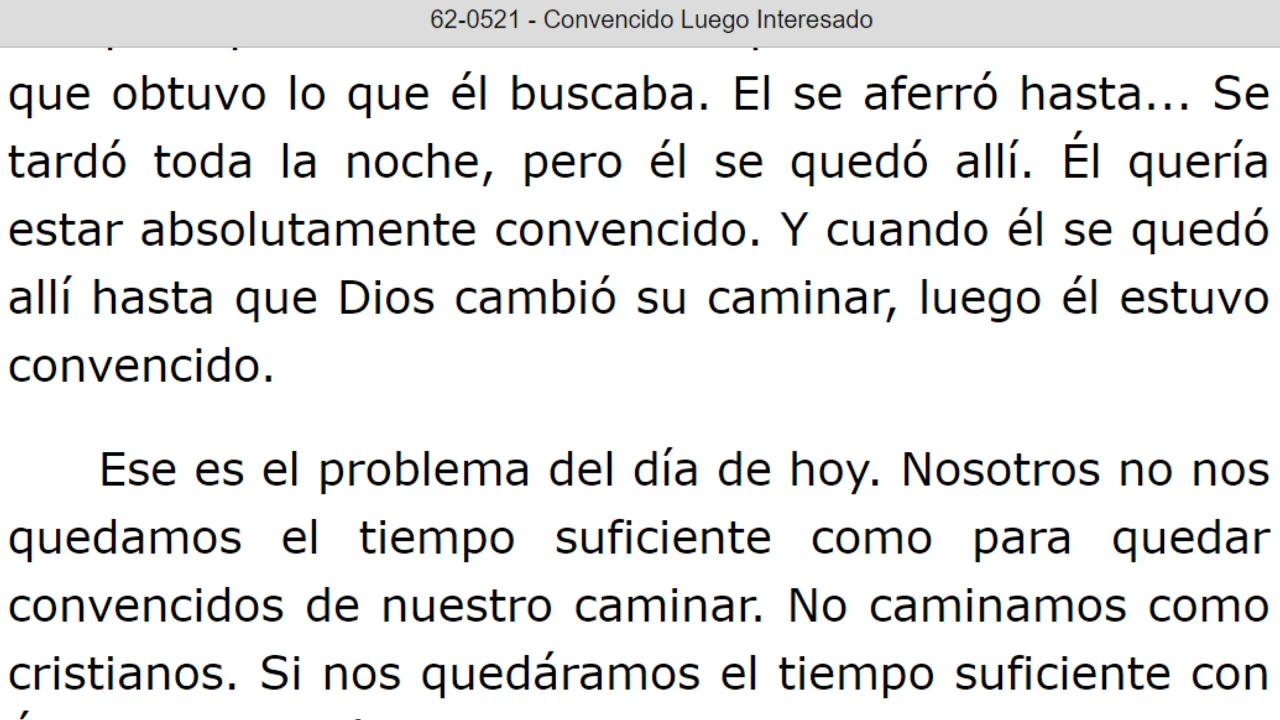 62-0521 - Convencido Luego Interesado
que obtuvo lo que él buscaba. El se aferró hasta... Se
tardó toda la noche, pero él se quedó allí. Él quería
estar absolutamente convencido. Y cuando él se quedó
allí hasta que Dios cambió su caminar, luego él estuvo
convencido.
Ese es el problema del día de hoy. Nosotros no nos
quedamos el tiempo suficiente como para quedar
convencidos de nuestro caminar. No caminamos como
cristianos. Si nos quedáramos el tiempo suficiente con